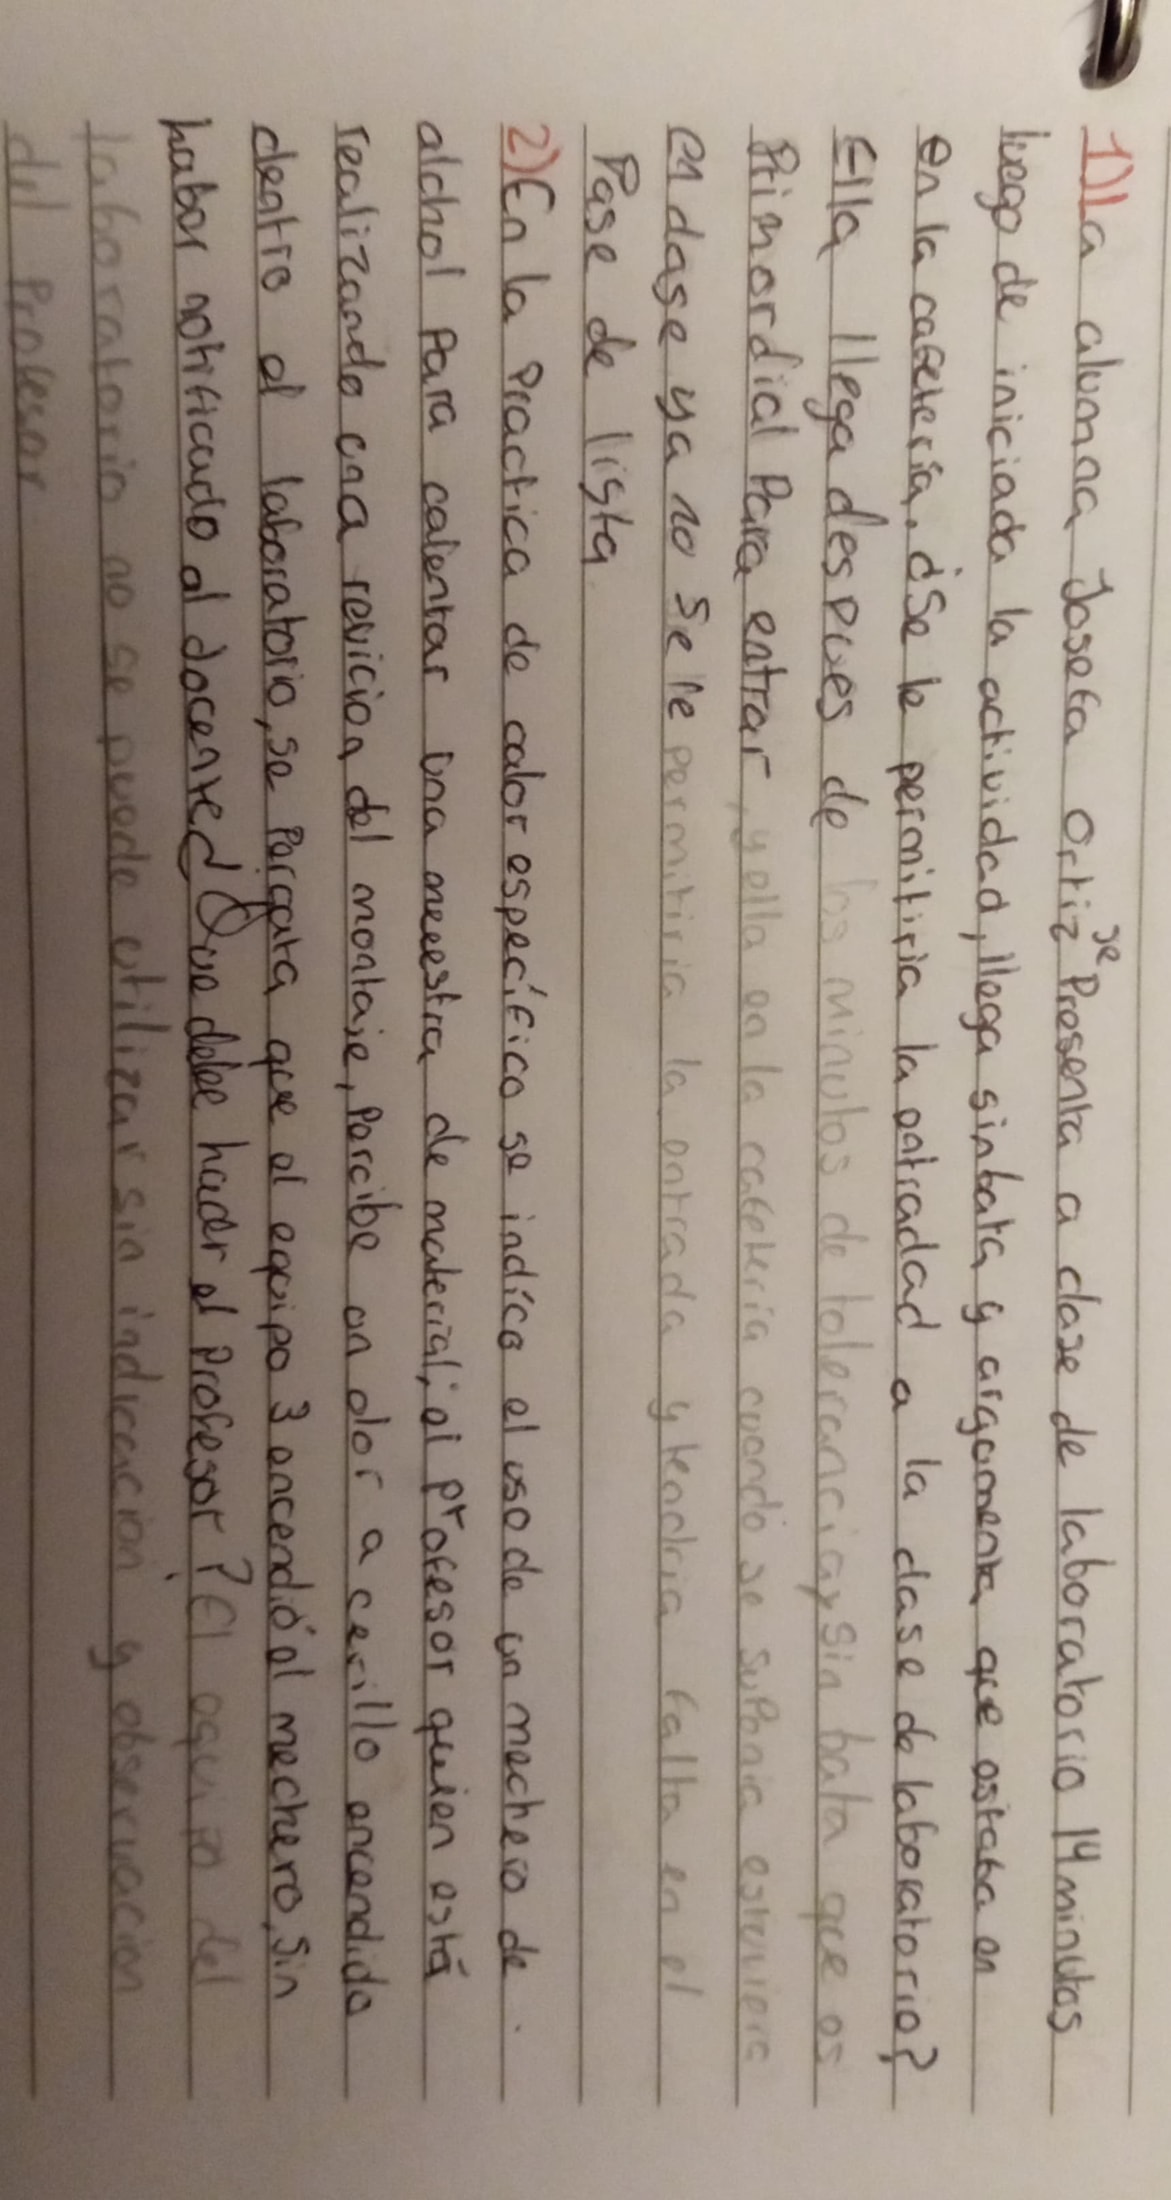 1) La alumna Josefa Ortiz se Presenta a clase de laboratorio 14 minutos
luego de iniciada la actividad, llega sin bata y argumenta que estaba en
en la cafetería. ¿Se le permitiria la entradad a la clase de laboratorio?
Ella llega despues de los minutos de tolerancia y sin bata que es
Primordial Para entrar, y ella en la cafeteria cuando se suponia estuviera
en clase ya no se le permitiria la entrada y tendria falta en el
Pase de lista
2) En la Practica de calor específico se indíca el uso de un mechero de
alchol Para calentar una meestra de material, el profesor quien está
realizando una revicion del montaje, Percibe un olor a cerillo encendido
dentro el laboratorio, se Percata que el equipo 3 encendió el mechero, sin
haber notificado al docente ¿Que debe hacer el Profesor? El equipo del
laboratorio no se puede utilizar sin indicacion y observacion
del Profesor